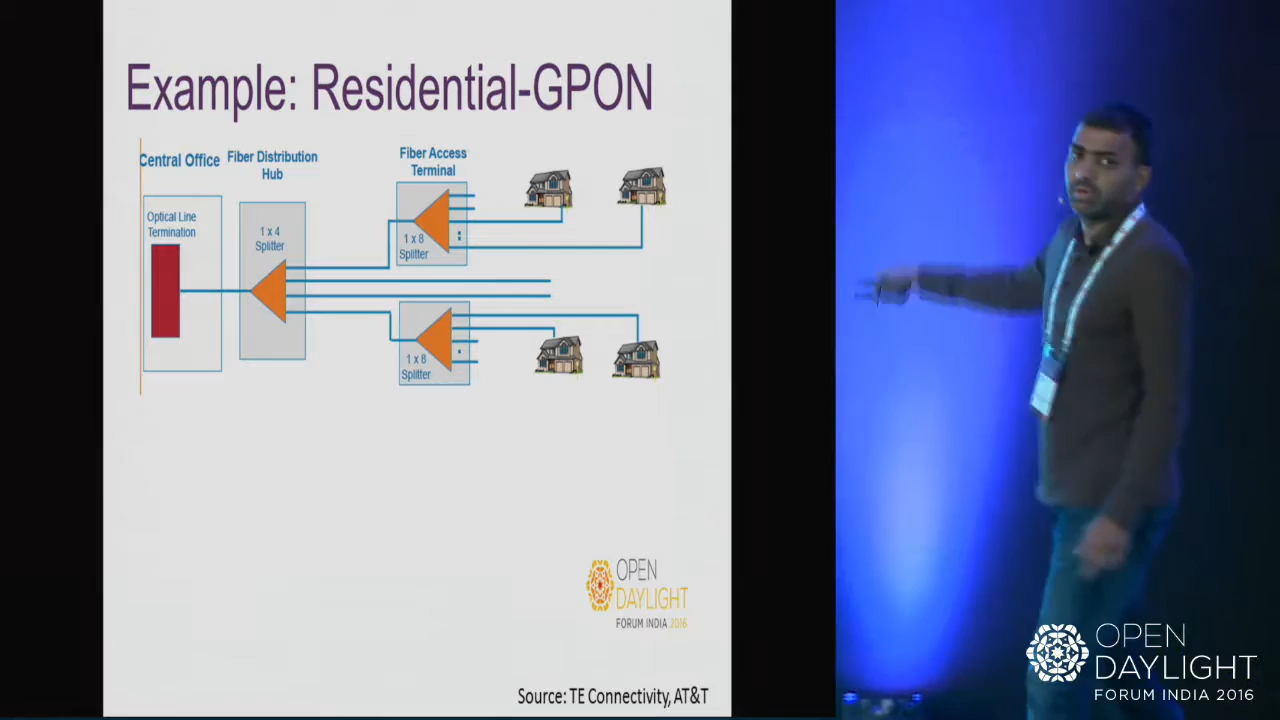 Example: Residential-GPON
Central Office
Fiber Distribution
Hub
Fiber Access
Terminal
Optical Line
Termination
1 x 4
Splitter
1 x 8
Splitter
1 x 8
Splitter
OPEN
DAYLIGHT
FORUM INDIA 2016
Source: TE Connectivity, AT&T
OPEN
DAYLIGHT
FORUM INDIA 2016